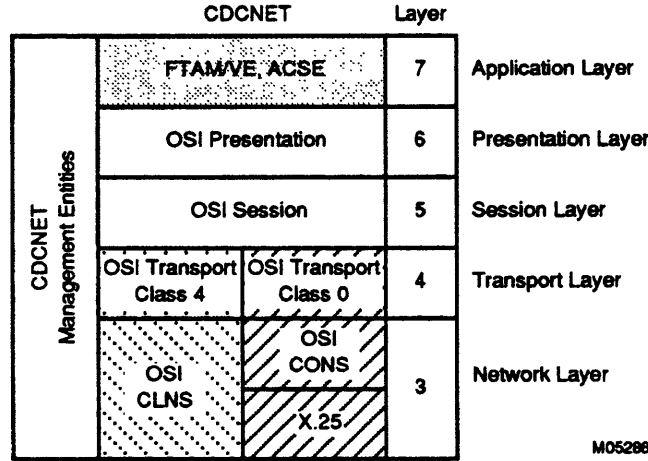 CDCNET Layer
CDCNET
Management Entities
FTAM/VE, ACSE 7 Application Layer
OSI Presentation 6 Presentation Layer
OSI Session 5 Session Layer
OSI Transport
Class 4
OSI Transport
Class 0
4 Transport Layer
OSI
CLNS
OSI
CONS
X.25
3 Network Layer
M05286